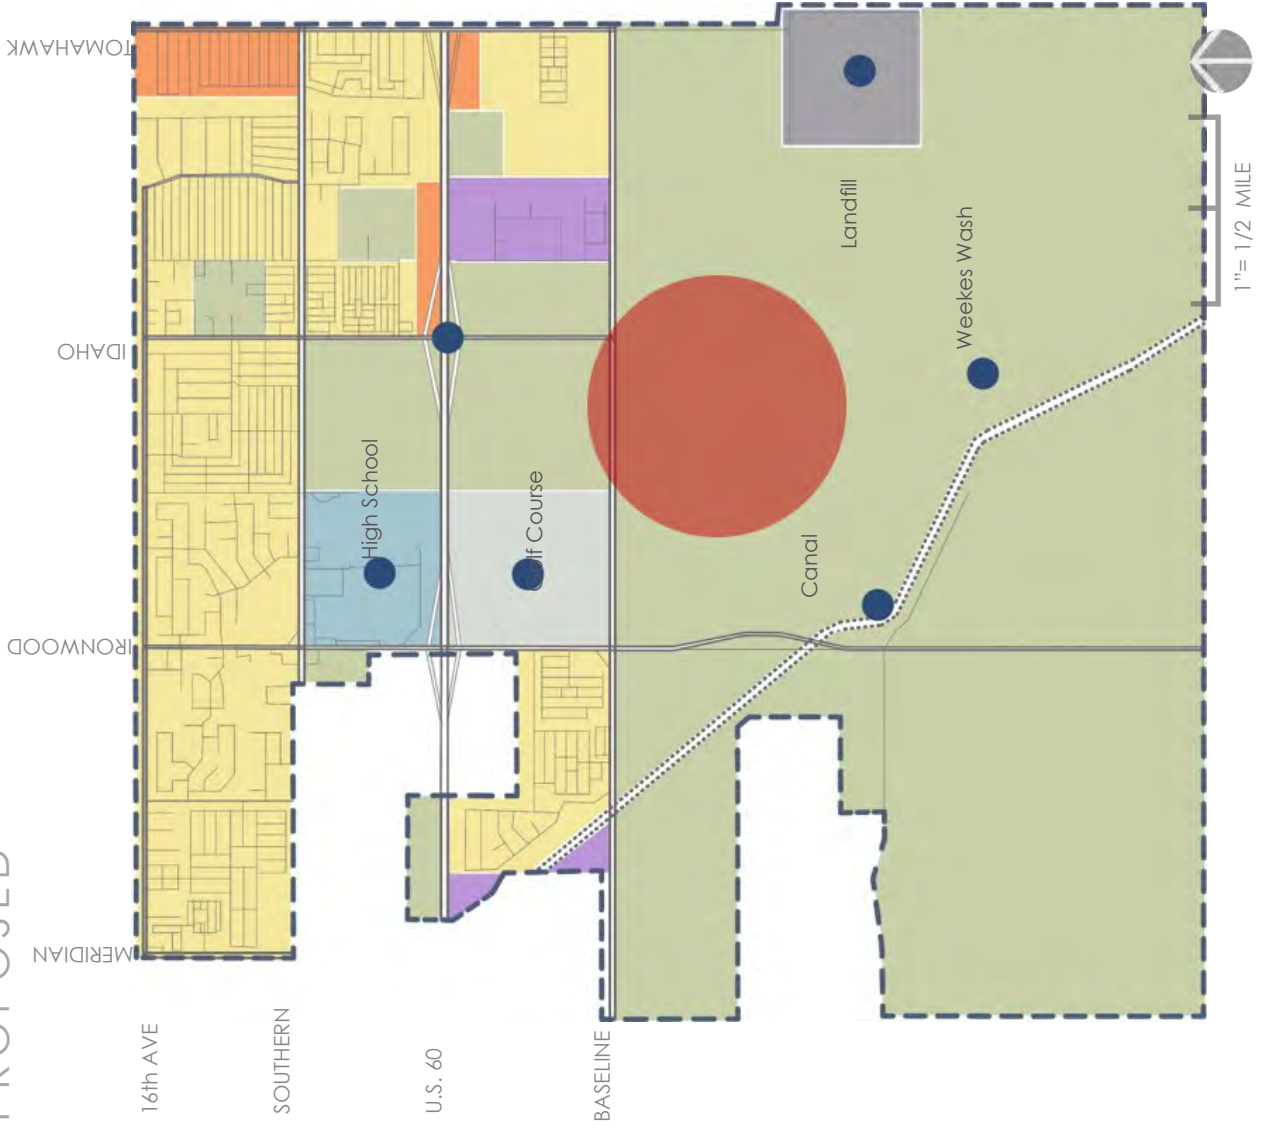 PROPOSED
MERIDIAN
IRONWOOD
IDAHO
TOMAHAWK
16th AVE
SOUTHERN
U.S. 60
BASELINE
High School
Golf Course
Canal
Landfill
Weekes Wash
1"= 1/2 MILE